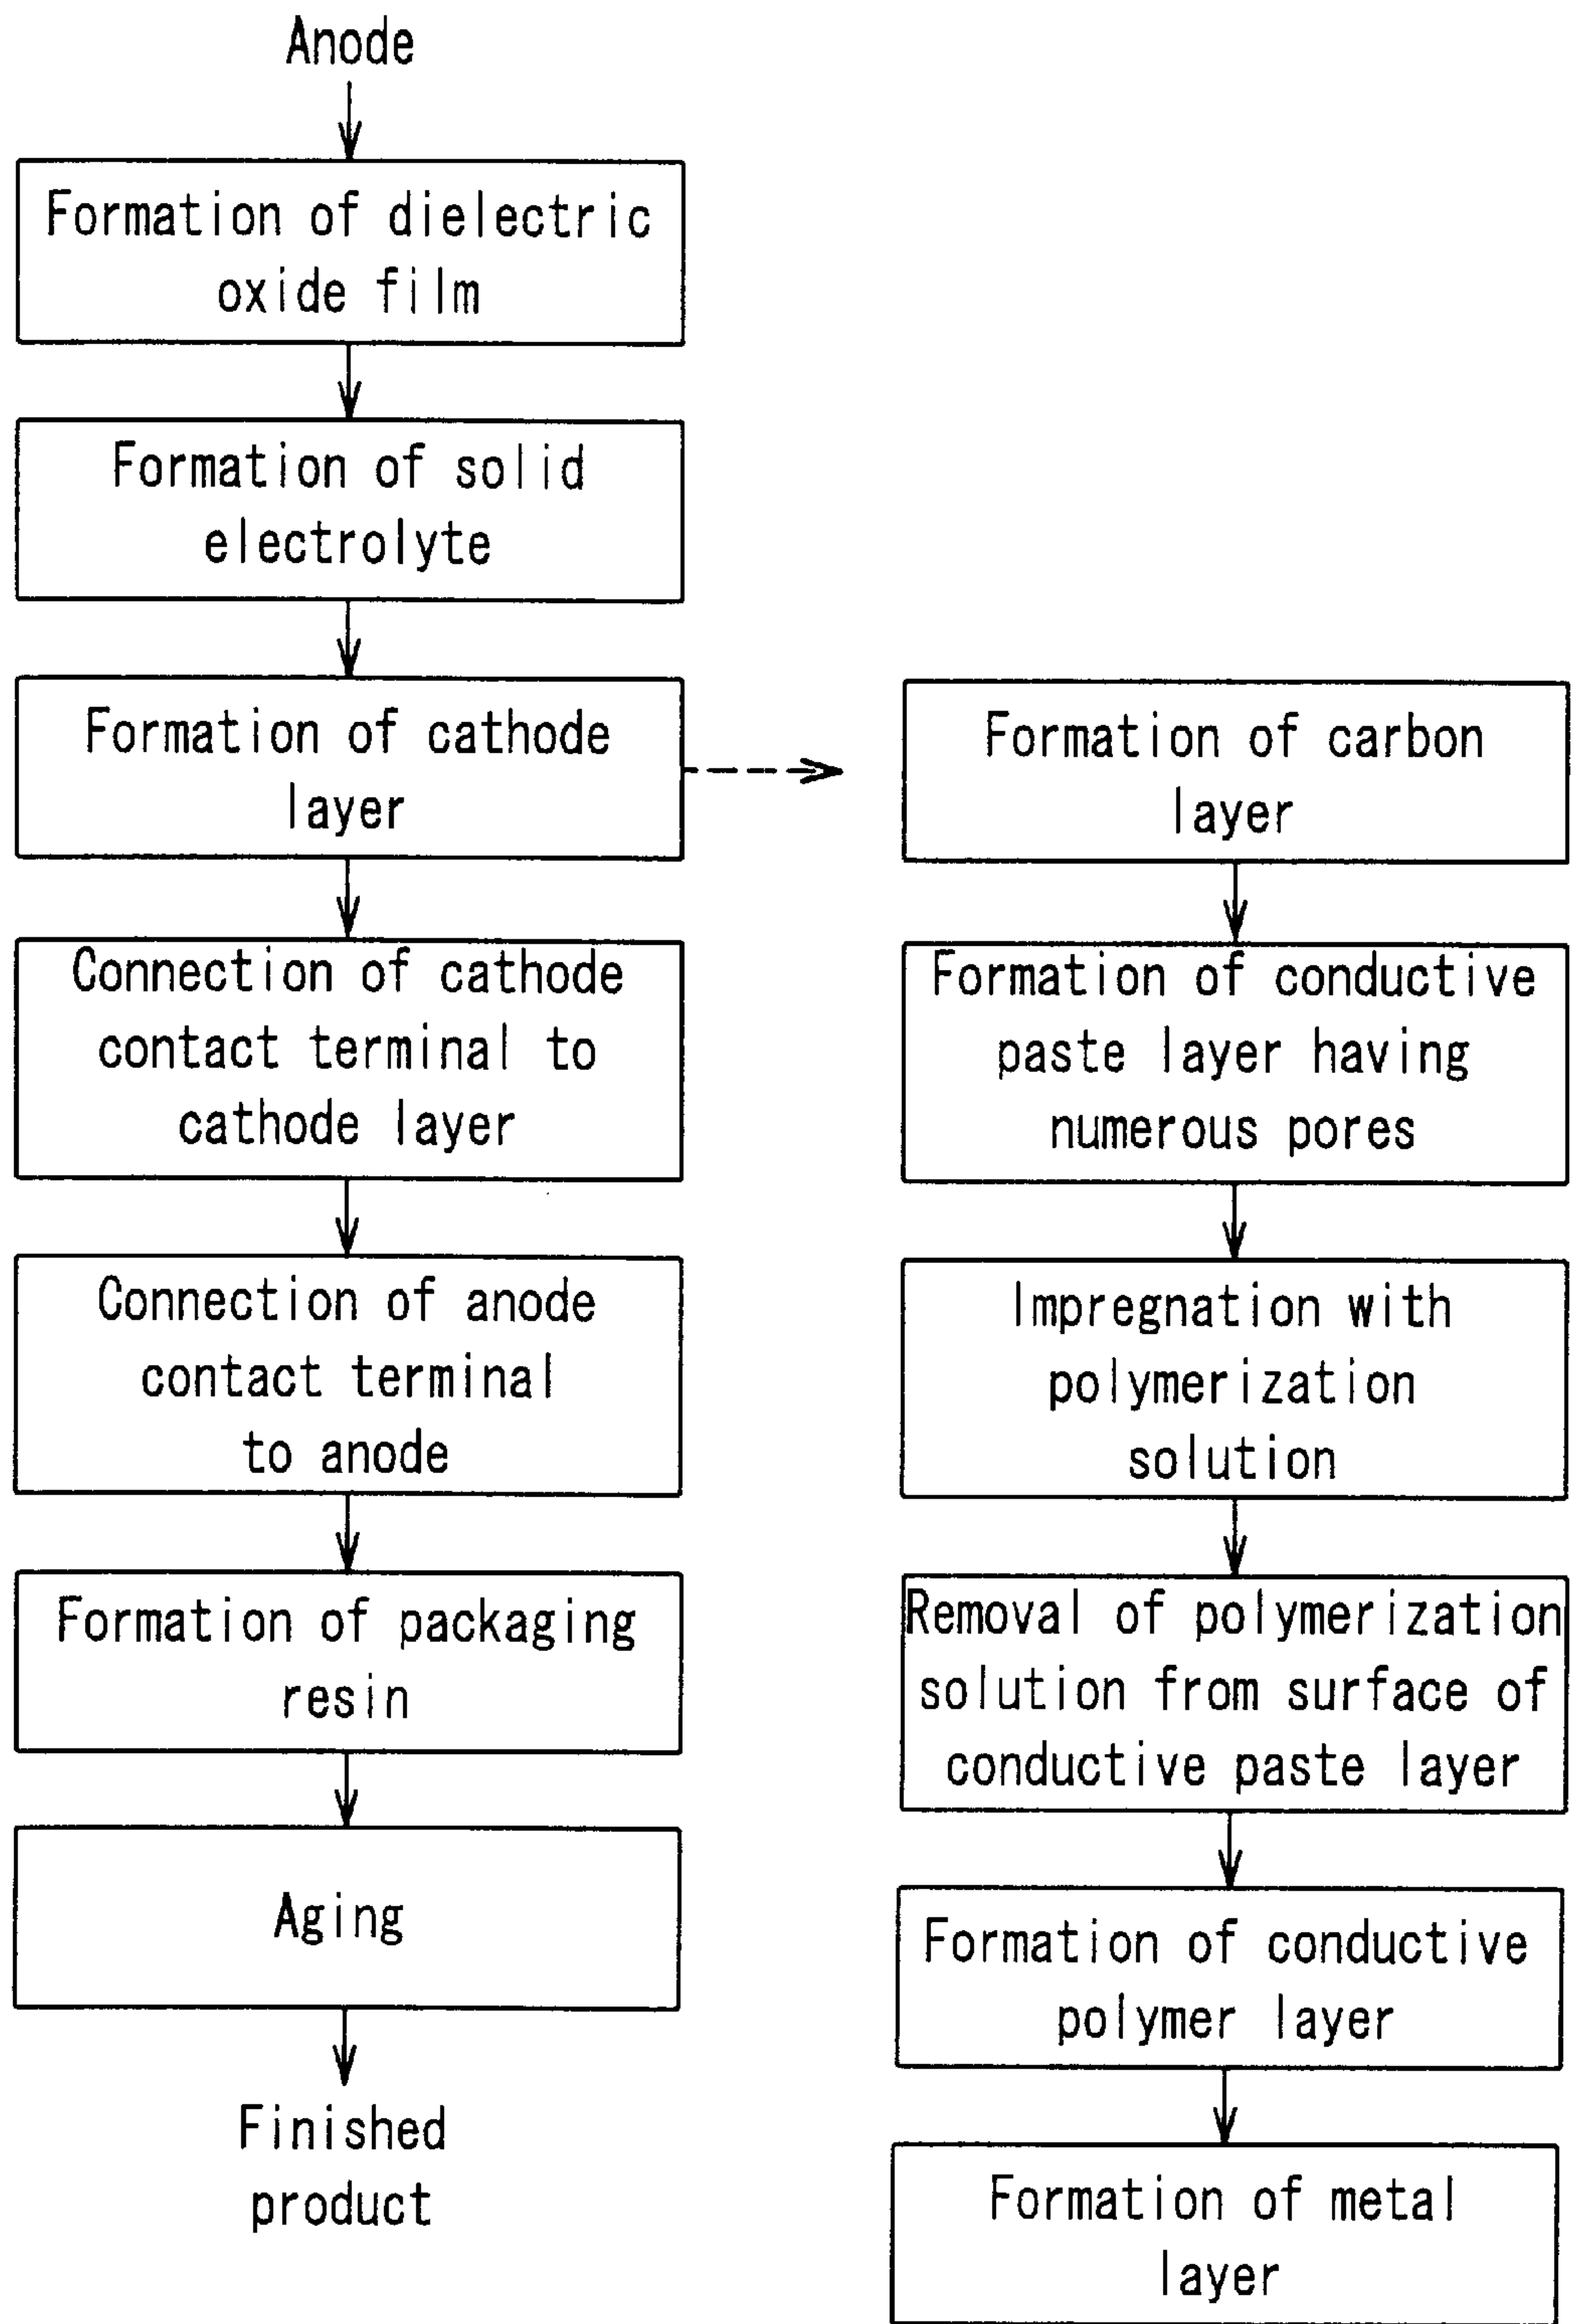 Anode
Formation of dielectric
oxide film
Formation of solid
electrolyte
Formation of cathode
layer
Connection of cathode
contact terminal to
cathode layer
Connection of anode
contact terminal
to anode
Formation of packaging
resin
Aging
Finished
product
Formation of carbon
layer
Formation of conductive
paste layer having
numerous pores
Impregnation with
polymerization
solution
Removal of polymerization
solution from surface of
conductive paste layer
Formation of conductive
polymer layer
Formation of metal
layer